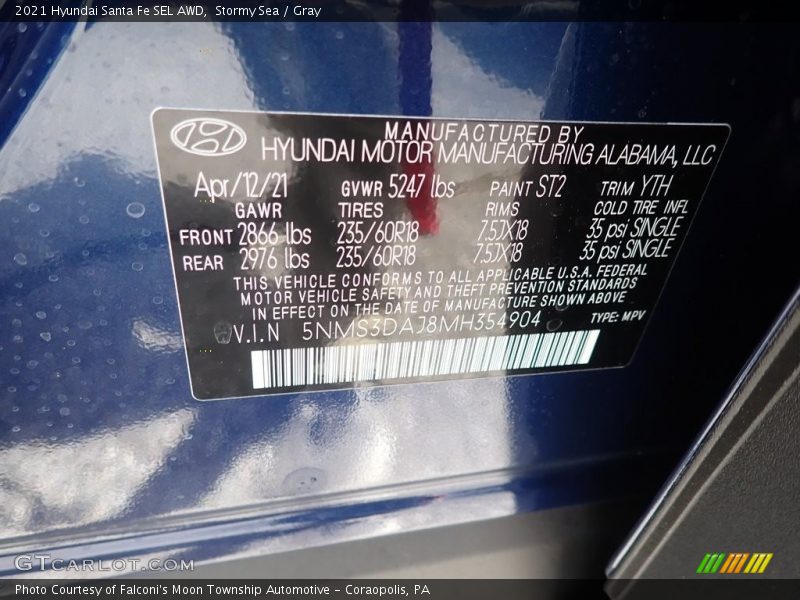 2021 Hyundai Santa Fe SEL AWD, Stormy Sea / Gray
MANUFACTURED BY
HYUNDAI MOTOR MANUFACTURING ALABAMA, LLC
Apr/12/21 GVWR 5247 lbs PAINT ST2 TRIM YTH
GAWR TIRES RIMS COLD TIRE INFL
FRONT 2866 lbs 235/60R18 7.5JX18 35 psi SINGLE
REAR 2976 lbs 235/60R18 7.5JX18 35 psi SINGLE
THIS VEHICLE CONFORMS TO ALL APPLICABLE U.S.A. FEDERAL
MOTOR VEHICLE SAFETY AND THEFT PREVENTION STANDARDS
IN EFFECT ON THE DATE OF MANUFACTURE SHOWN ABOVE
V.I.N 5NMS3DAJ8MH354904 TYPE: MPV
GTCARLOT.COM
Photo Courtesy of Falconi's Moon Township Automotive - Coraopolis, PA